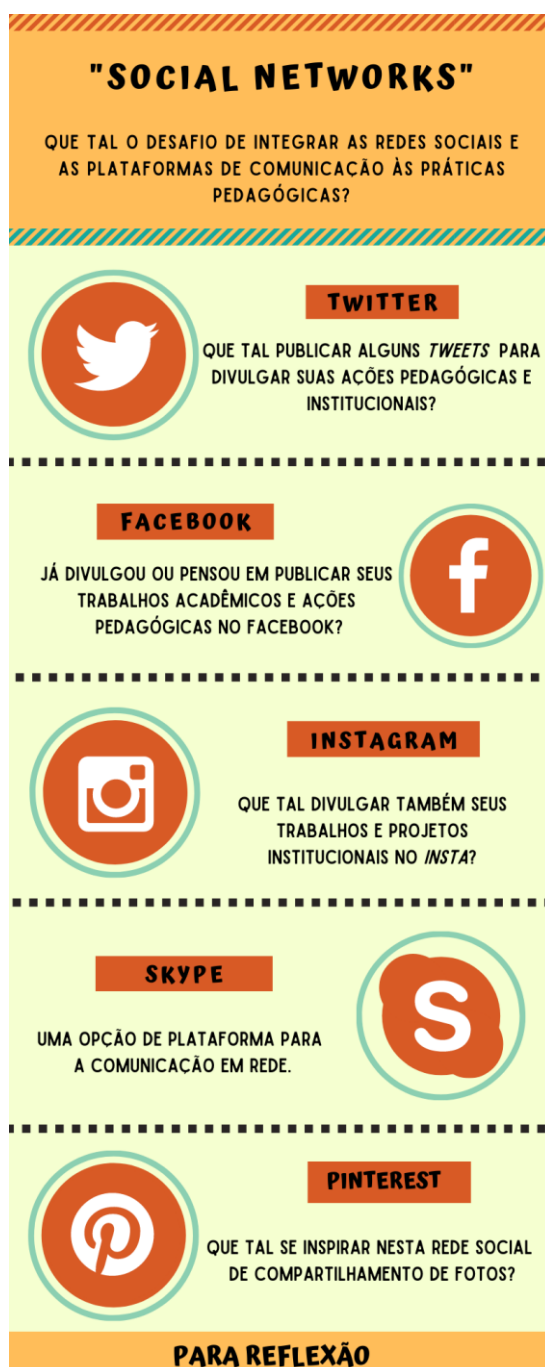 "SOCIAL NETWORKS"
QUE TAL O DESAFIO DE INTEGRAR AS REDES SOCIAIS E
AS PLATAFORMAS DE COMUNICAÇÃO ÀS PRÁTICAS
PEDAGÓGICAS?
TWITTER
QUE TAL PUBLICAR ALGUNS TWEETS PARA
DIVULGAR SUAS AÇÕES PEDAGÓGICAS E
INSTITUCIONAIS?
FACEBOOK
JÁ DIVULGOU OU PENSOU EM PUBLICAR SEUS
TRABALHOS ACADÊMICOS E AÇÕES
PEDAGÓGICAS NO FACEBOOK?
INSTAGRAM
QUE TAL DIVULGAR TAMBÉM SEUS
TRABALHOS E PROJETOS
INSTITUCIONAIS NO INSTA?
SKYPE
UMA OPÇÃO DE PLATAFORMA PARA
A COMUNICAÇÃO EM REDE.
PINTEREST
QUE TAL SE INSPIRAR NESTA REDE SOCIAL
DE COMPARTILHAMENTO DE FOTOS?
PARA REFLEXÃO